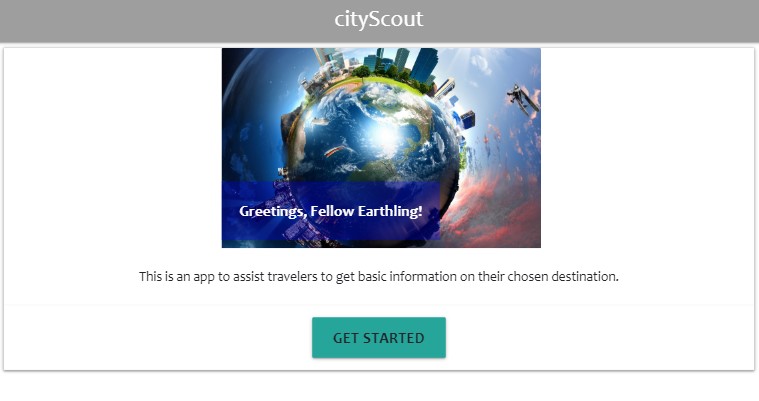 cityScout
Greetings, Fellow Earthling!
This is an app to assist travelers to get basic information on their chosen destination.
GET STARTED